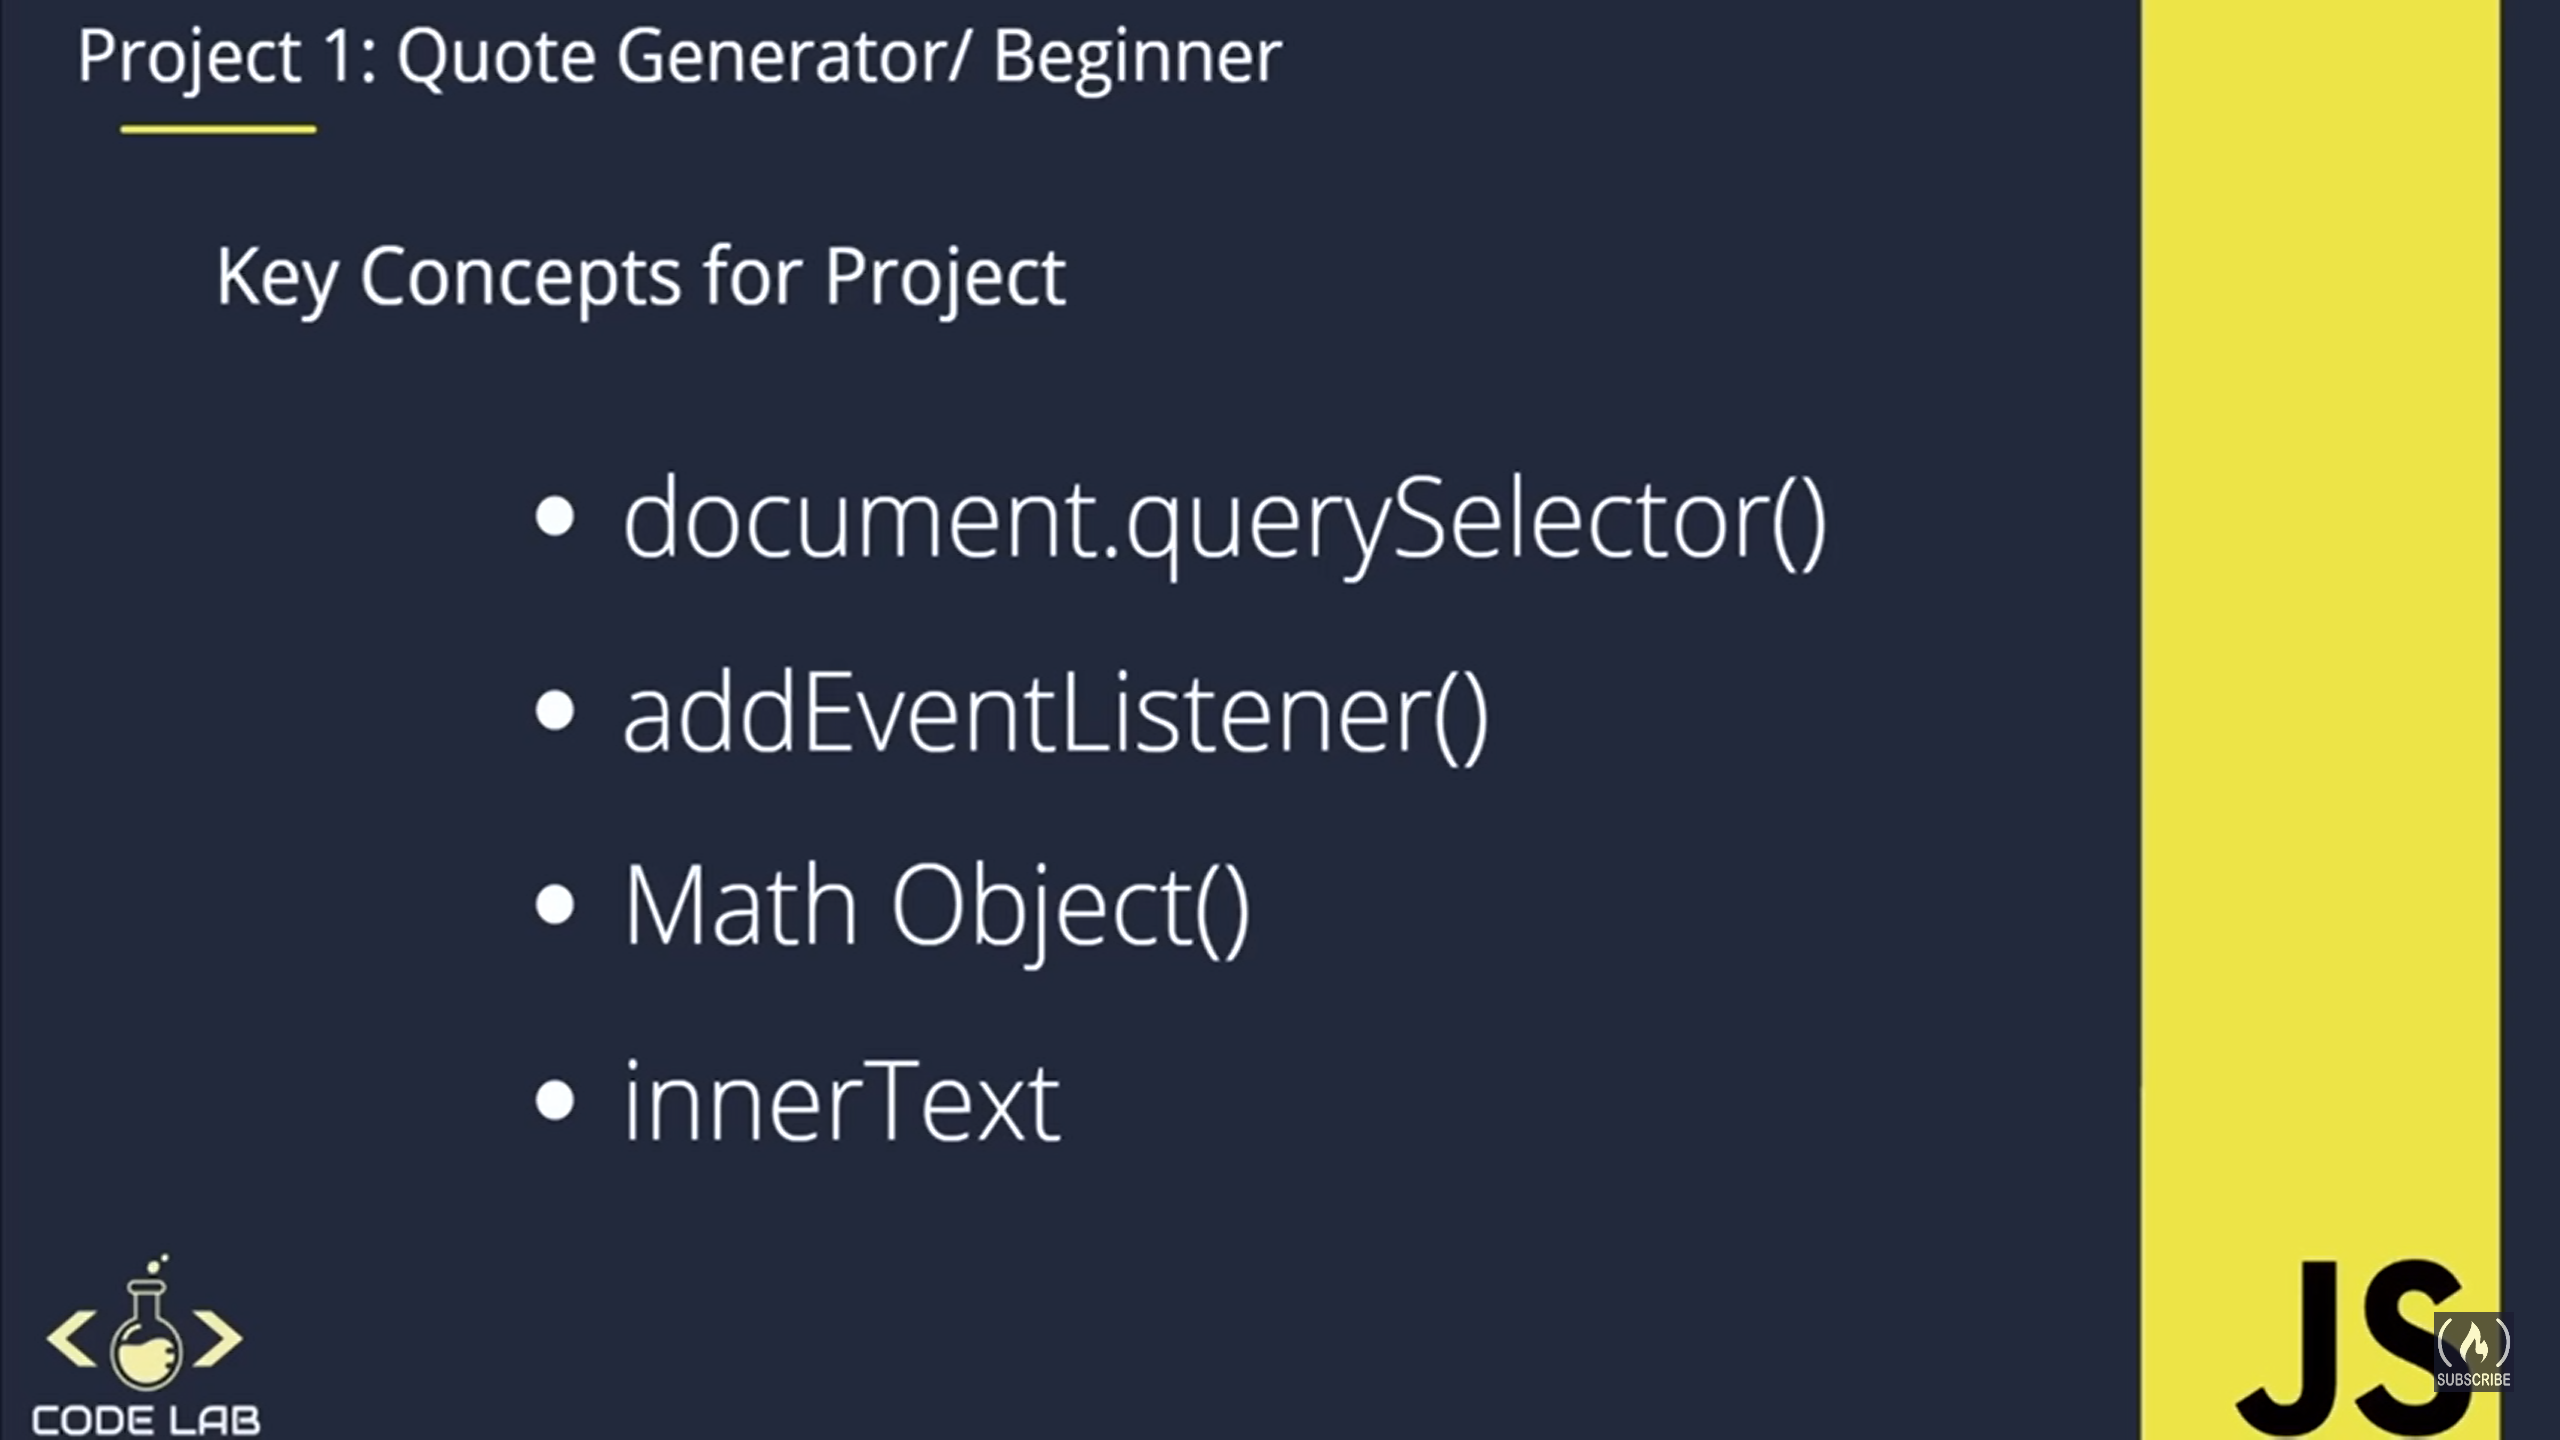 Project 1: Quote Generator/ Beginner
Key Concepts for Project
• document.querySelector()
• addEventListener()
• Math Object()
• innerText
CODE LAB
JS
SUBSCRIBE